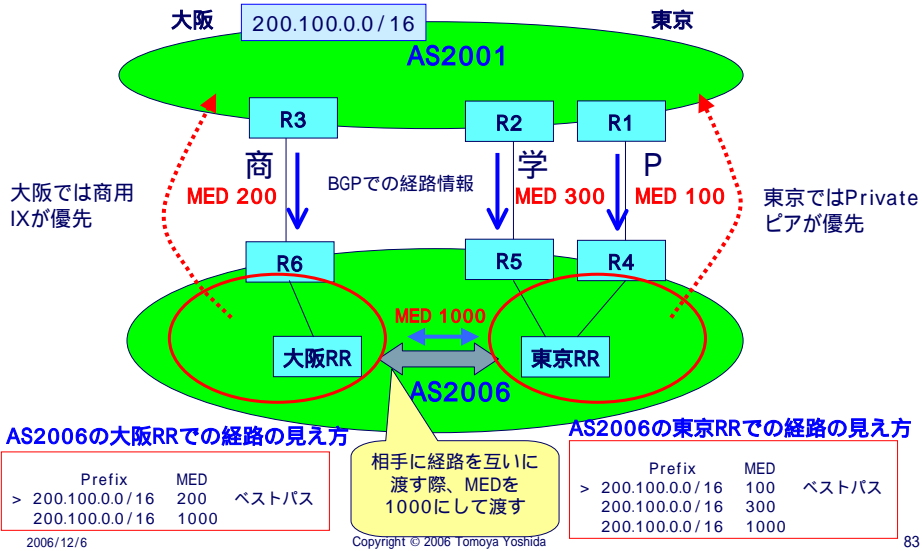 大阪
200.100.0.0/16
東京
AS2001
R3
R2
R1
商
学
P
MED 200
BGPでの経路情報
MED 300
MED 100
大阪では商用
IXが優先
東京ではPrivate
ピアが優先
R6
R5
R4
MED 1000
大阪RR
東京RR
AS2006
AS2006の大阪RRでの経路の見え方
Prefix MED
> 200.100.0.0/16 200 ベストパス
200.100.0.0/16 1000
相手に経路を互いに
渡す際、MEDを
1000にして渡す
AS2006の東京RRでの経路の見え方
Prefix MED
> 200.100.0.0/16 100 ベストパス
200.100.0.0/16 300
200.100.0.0/16 1000
2006/12/6
Copyright © 2006 Tomoya Yoshida
83